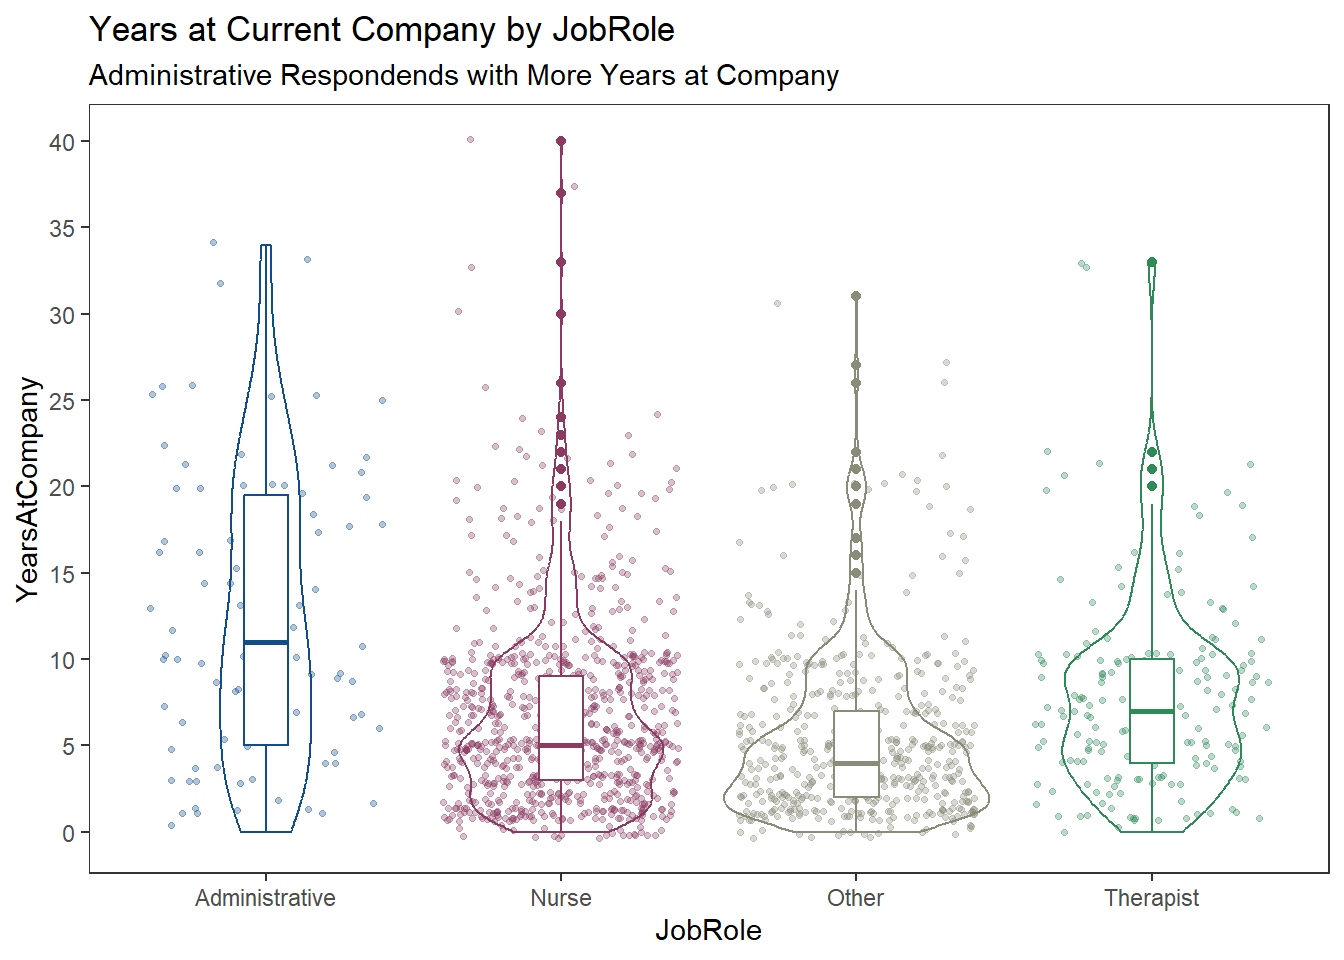 Years at Current Company by JobRole
Administrative Respondends with More Years at Company
YearsAtCompany
40
35
30
25
20
15
10
5
0
Administrative Nurse Other Therapist
JobRole